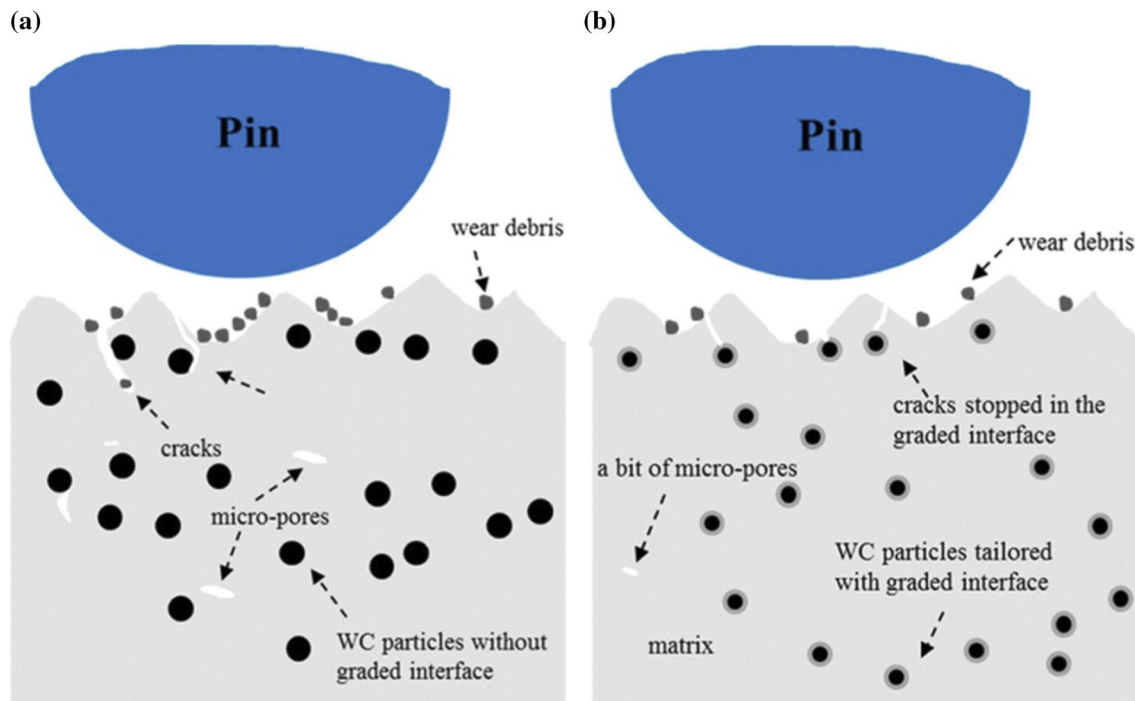 (a)
Pin
wear debris
cracks
micro-pores
WC particles without
graded interface
(b)
Pin
wear debris
cracks stopped in the
graded interface
a bit of micro-pores
WC particles tailored
with graded interface
matrix